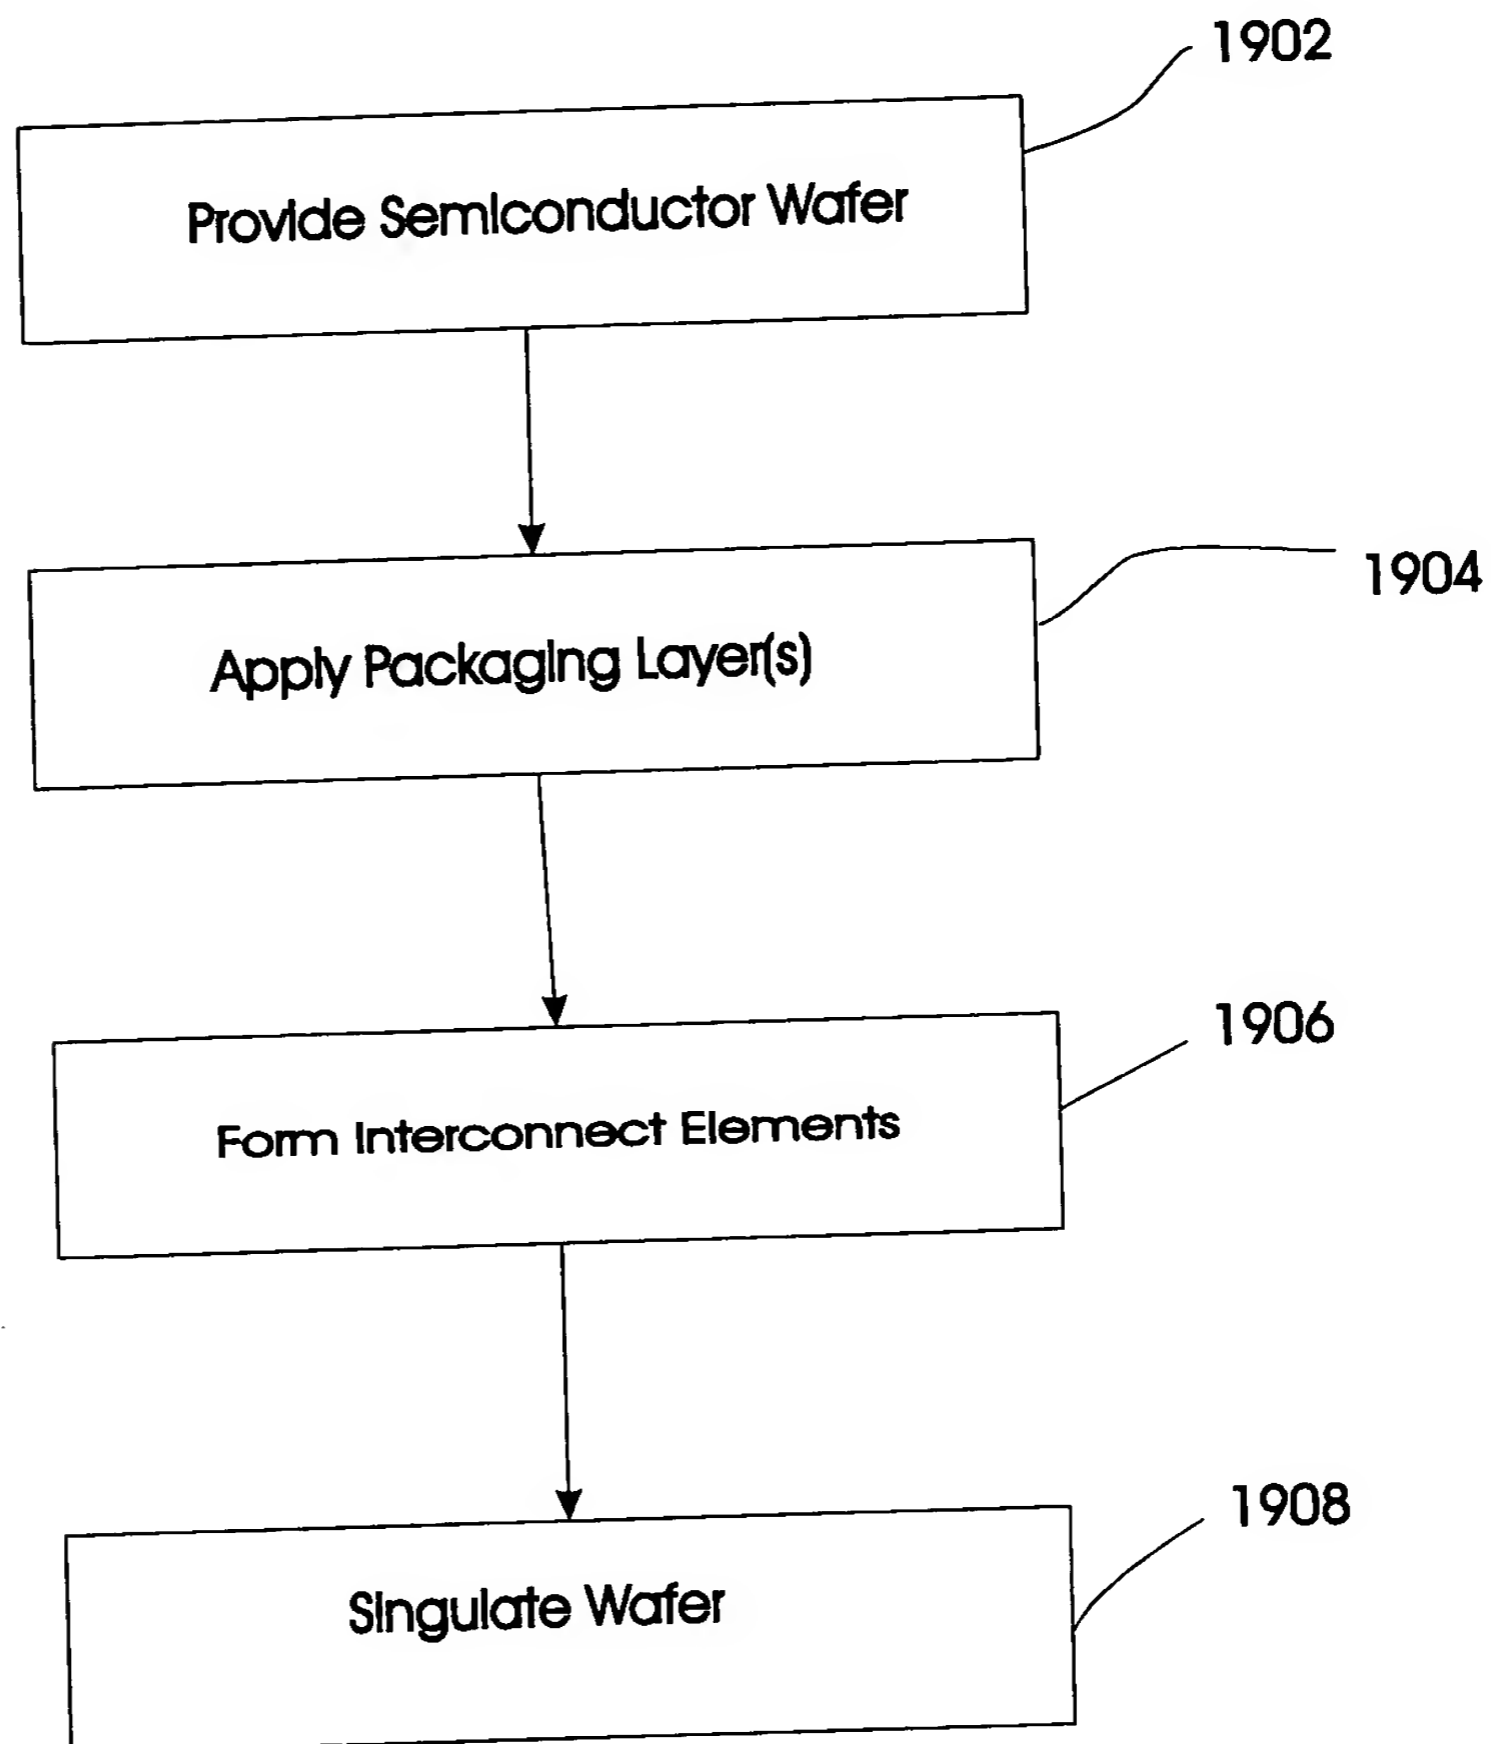 1902
Provide Semiconductor Wafer
1904
Apply Packaging Layer(s)
1906
Form Interconnect Elements
1908
Singulate Wafer